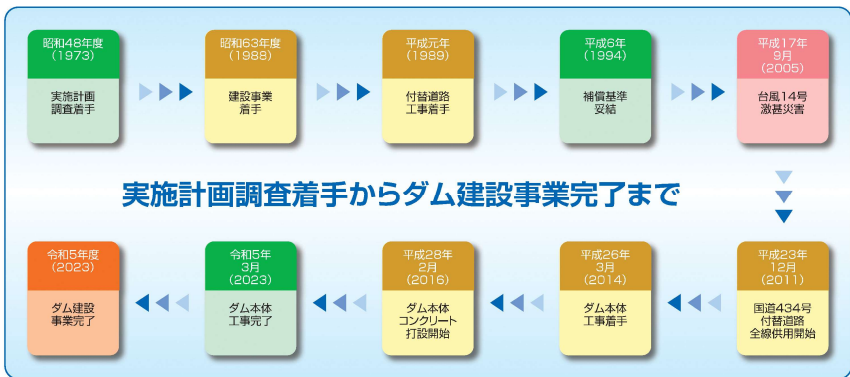 昭和48年度
(1973)
実施計画
調査着手
昭和63年度
(1988)
建設事業
着手
平成元年
(1989)
付替道路
工事着手
平成6年
(1994)
補償基準
妥結
平成17年
9月
(2005)
台風14号
激甚災害
実施計画調査着手からダム建設事業完了まで
平成23年
12月
(2011)
国道434号
付替道路
全線供用開始
平成26年
3月
(2014)
ダム本体
工事着手
平成28年
2月
(2016)
ダム本体
コンクリート
打設開始
令和5年
3月
(2023)
ダム本体
工事完了
令和5年度
(2023)
ダム建設
事業完了